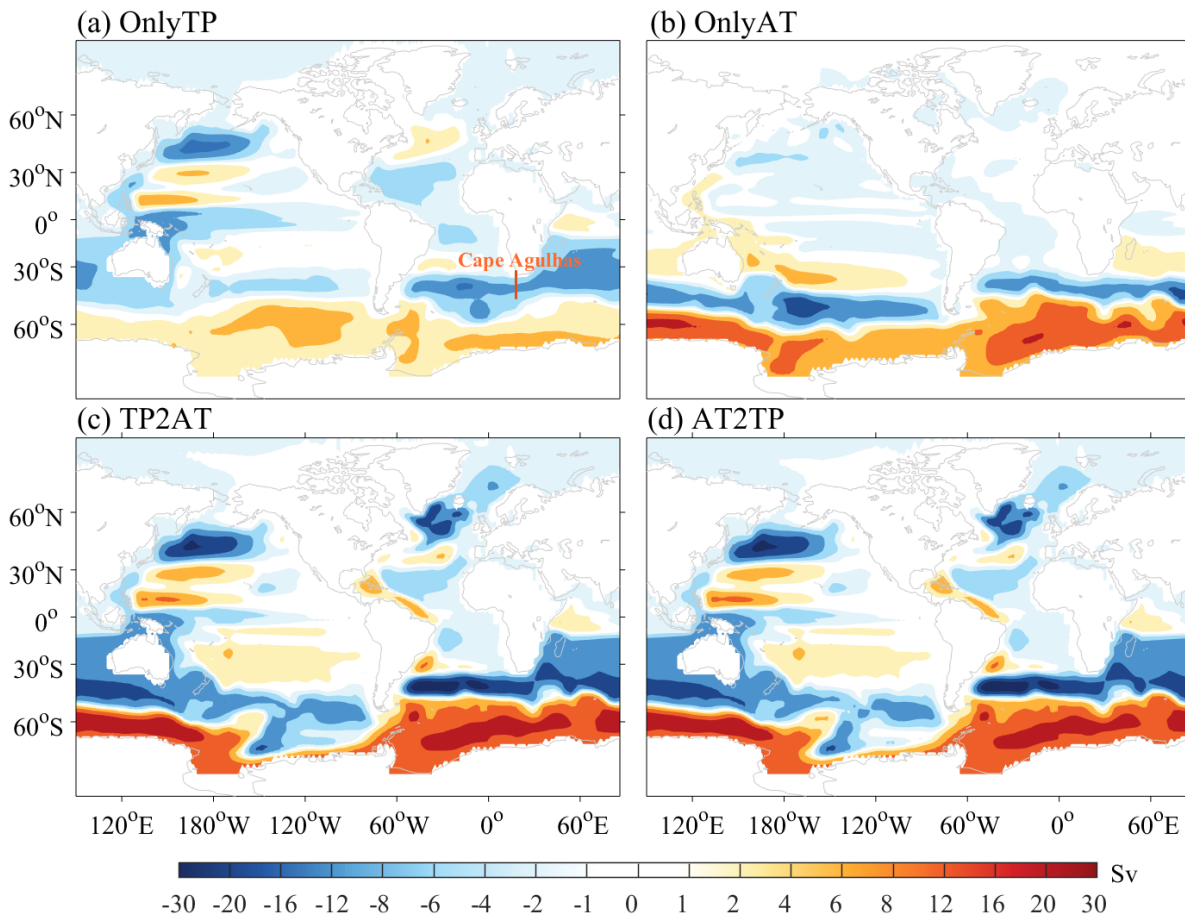 (a) OnlyTP
(b) OnlyAT
60°N
30°N
0°
30°S
60°S
Cape Agulhas
(c) TP2AT
(d) AT2TP
60°N
30°N
0°
30°S
60°S
120°E 180°W 120°W 60°W 0° 60°E
120°E 180°W 120°W 60°W 0° 60°E
Sv
-30 -20 -16 -12 -8 -6 -4 -2 -1 0 1 2 4 6 8 12 16 20 30